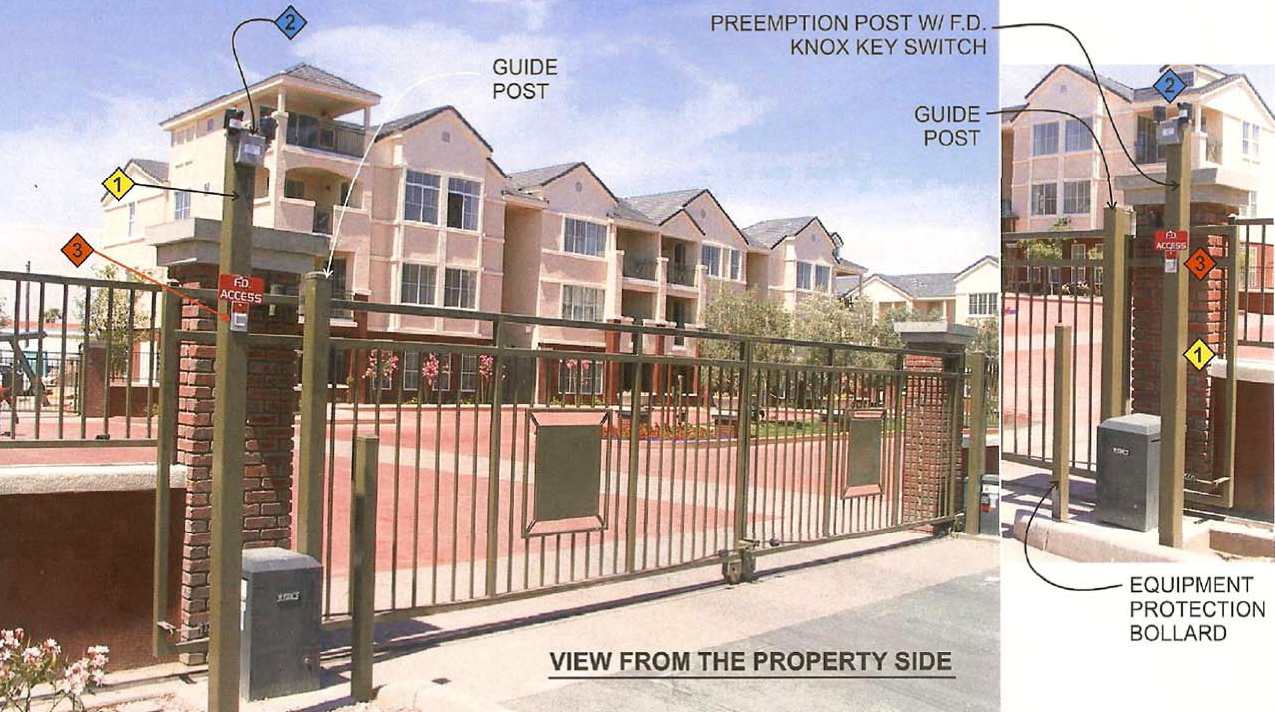 2
GUIDE
POST
1
3
F.D.
ACCESS
VIEW FROM THE PROPERTY SIDE
PREEMPTION POST W/ F.D.
KNOX KEY SWITCH
2
GUIDE
POST
F.D.
ACCESS
3
1
EQUIPMENT
PROTECTION
BOLLARD